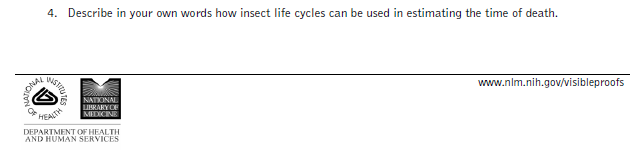 4. Describe in your own words how insect life cycles can be used in estimating the time of death.
www.nlm.nih.gov/visibleproofs
NATIONAL INSTITUTES OF HEALTH
NATIONAL
LIBRARY OF
MEDICINE
DEPARTMENT OF HEALTH
AND HUMAN SERVICES